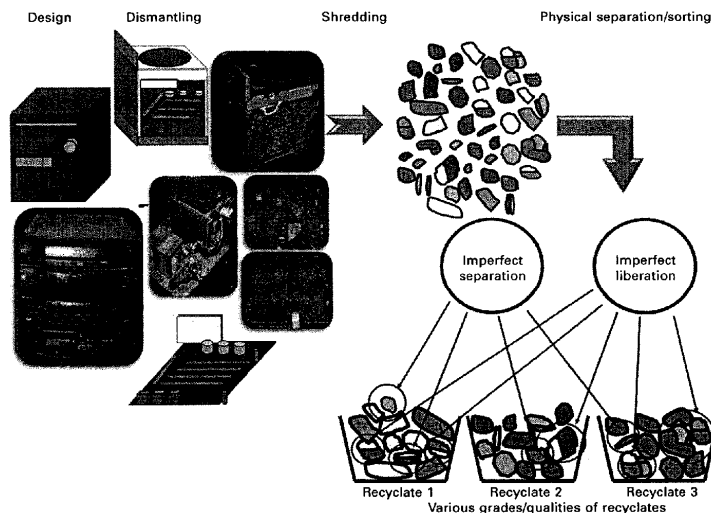 Design
Dismantling
Shredding
Physical separation/sorting
Imperfect
separation
Imperfect
liberation
Recyclate 1
Recyclate 2
Recyclate 3
Various grades/qualities of recyclates